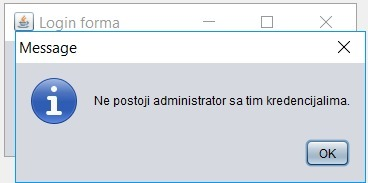 Login forma
Message
Ne postoji administrator sa tim kredencijalima.
OK